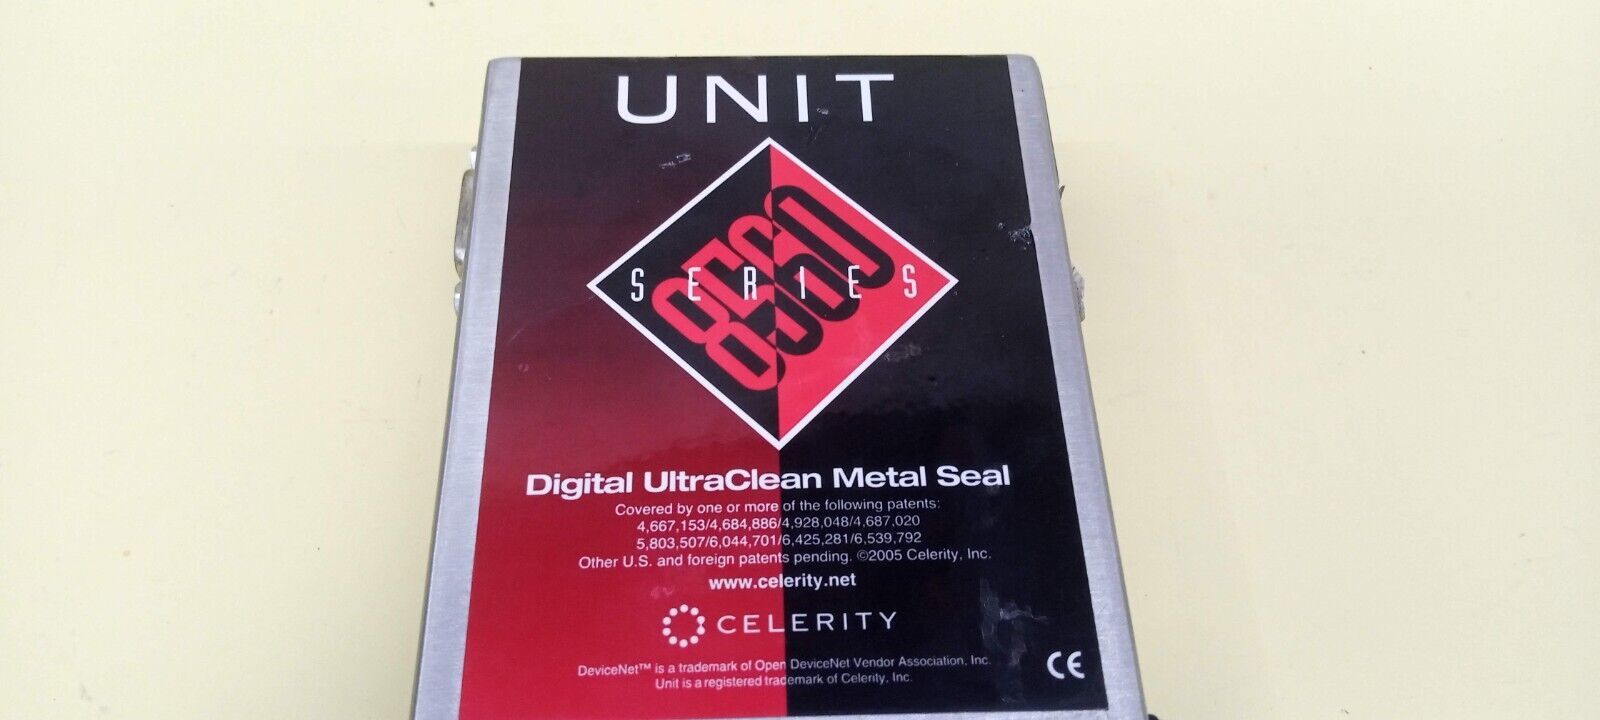 UNIT
8560
SERIES
Digital UltraClean Metal Seal
Covered by one or more of the following patents:
4,667,153/4,684,886/4,928,048/4,687,020
5,803,507/6,044,701/6,425,281/6,539,792
Other U.S. and foreign patents pending. ©2005 Celerity, Inc.
www.celerity.net
CELERITY
DeviceNet™ is a trademark of Open DeviceNet Vendor Association, Inc.
Unit is a registered trademark of Celerity, Inc.
CE